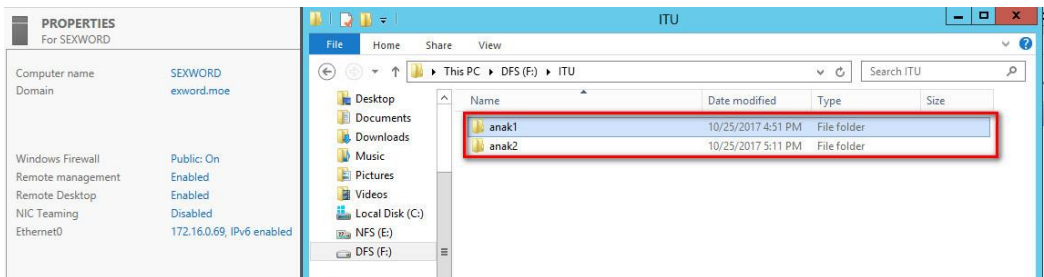 PROPERTIES
For SEXWORD
Computer name SEXWORD
Domain exword.moe
Windows Firewall Public: On
Remote management Enabled
Remote Desktop Enabled
NIC Teaming Disabled
Ethernet0 172.16.0.69, IPv6 enabled
ITU
File Home Share View
This PC DFS (F:) ITU
Search ITU
Desktop
Documents
Downloads
Music
Pictures
Videos
Local Disk (C:)
NFS (E:)
DFS (F:)
Name Date modified Type Size
anak1 10/25/2017 4:51 PM File folder
anak2 10/25/2017 5:11 PM File folder